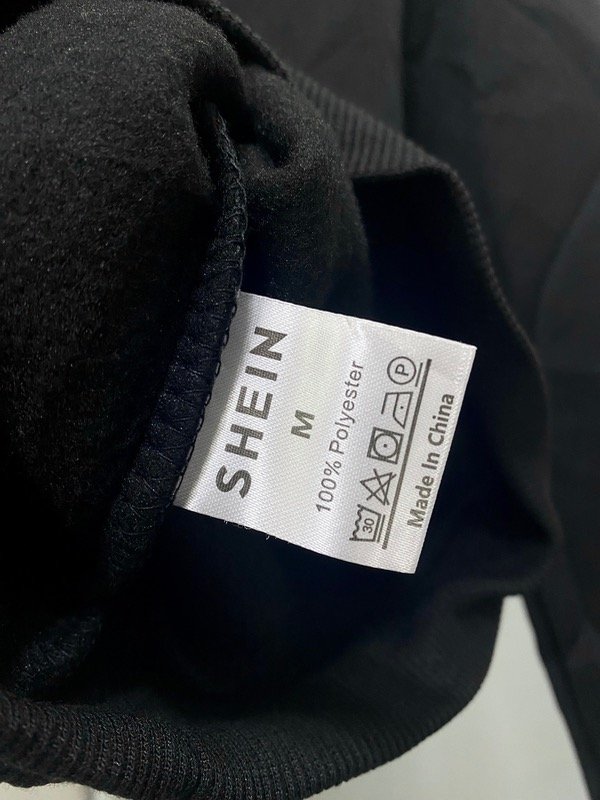 SHEIN
M
100% Polyester
30 P
Made In China